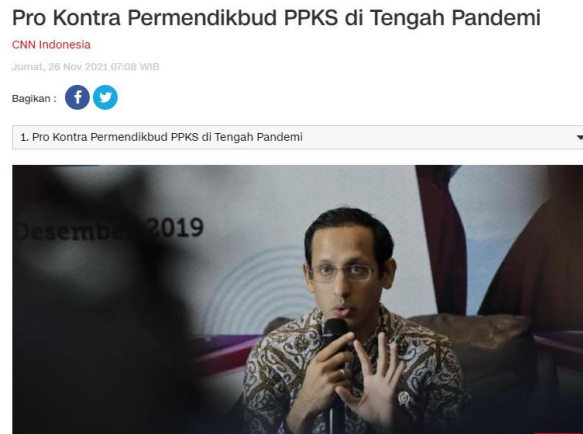 Pro Kontra Permendikbud PPKS di Tengah Pandemi
CNN Indonesia
Jumat, 26 Nov 2021 07:08 WIB
Bagikan :
1. Pro Kontra Permendikbud PPKS di Tengah Pandemi
Desember 2019